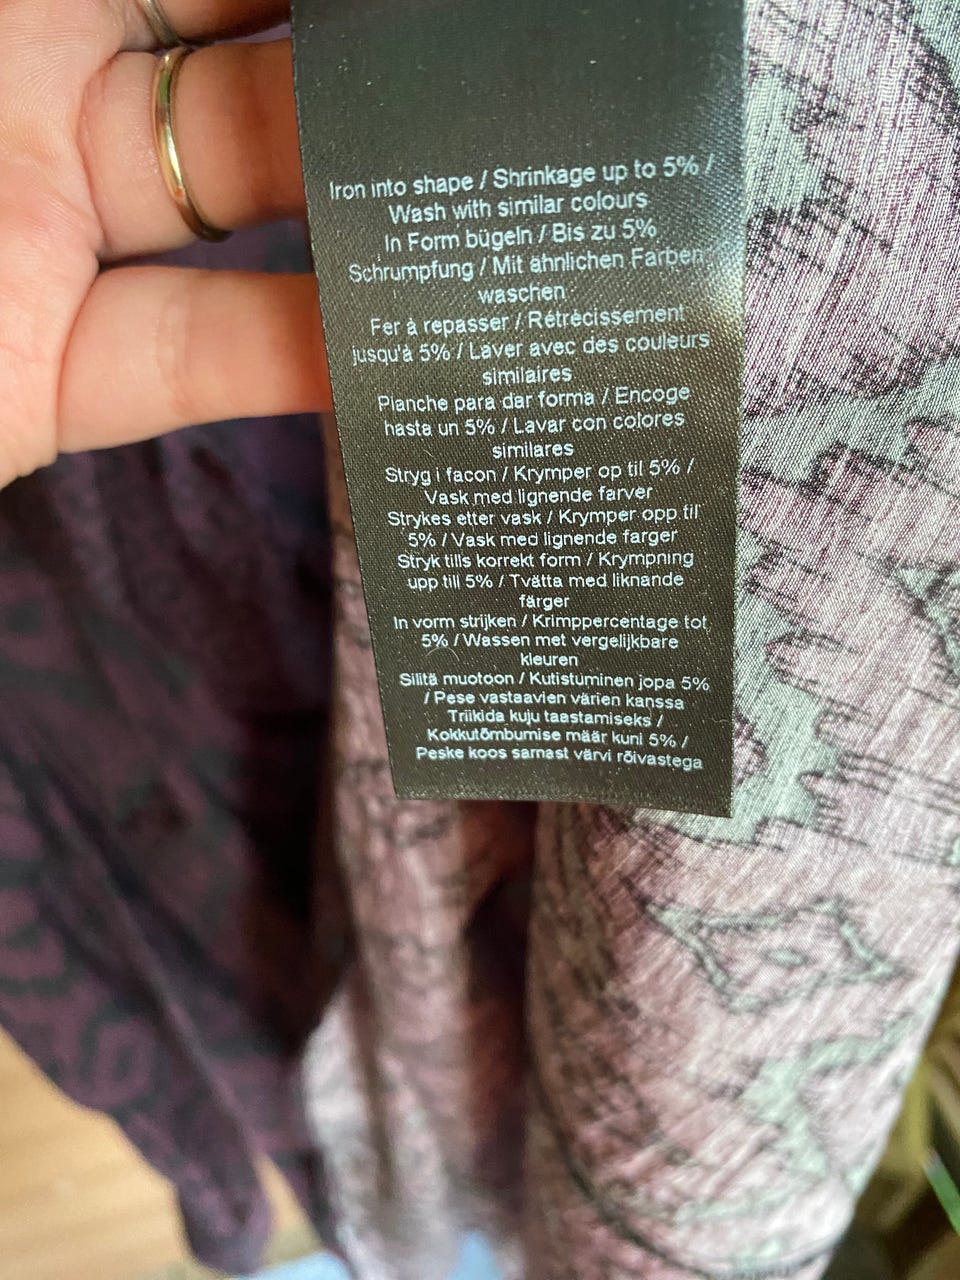 Iron into shape / Shrinkage up to 5% /
Wash with similar colours
In Form bügeln / Bis zu 5%
Schrumpfung / Mit ähnlichen Farben
waschen
Fer à repasser / Rétrécissement
jusqu'à 5% / Laver avec des couleurs
similaires
Planche para dar forma / Encoge
hasta un 5% / Lavar con colores
similares
Stryg i facon / Krymper op til 5% /
Vask med lignende farver
Strykes etter vask / Krymper opp til
5% / Vask med lignende farger
Stryk tills korrekt form / Krympning
upp till 5% / Tvätta med liknande
färger
In vorm strijken / Krimppercentage tot
5% / Wassen met vergelijkbare
kleuren
Silitä muotoon / Kutistuminen jopa 5%
/ Pese vastaavien värien kanssa
Triikida kuju taastamiseks /
Kokkutõmbumise määr kuni 5% /
Peske koos sarnast värvi rõivastega